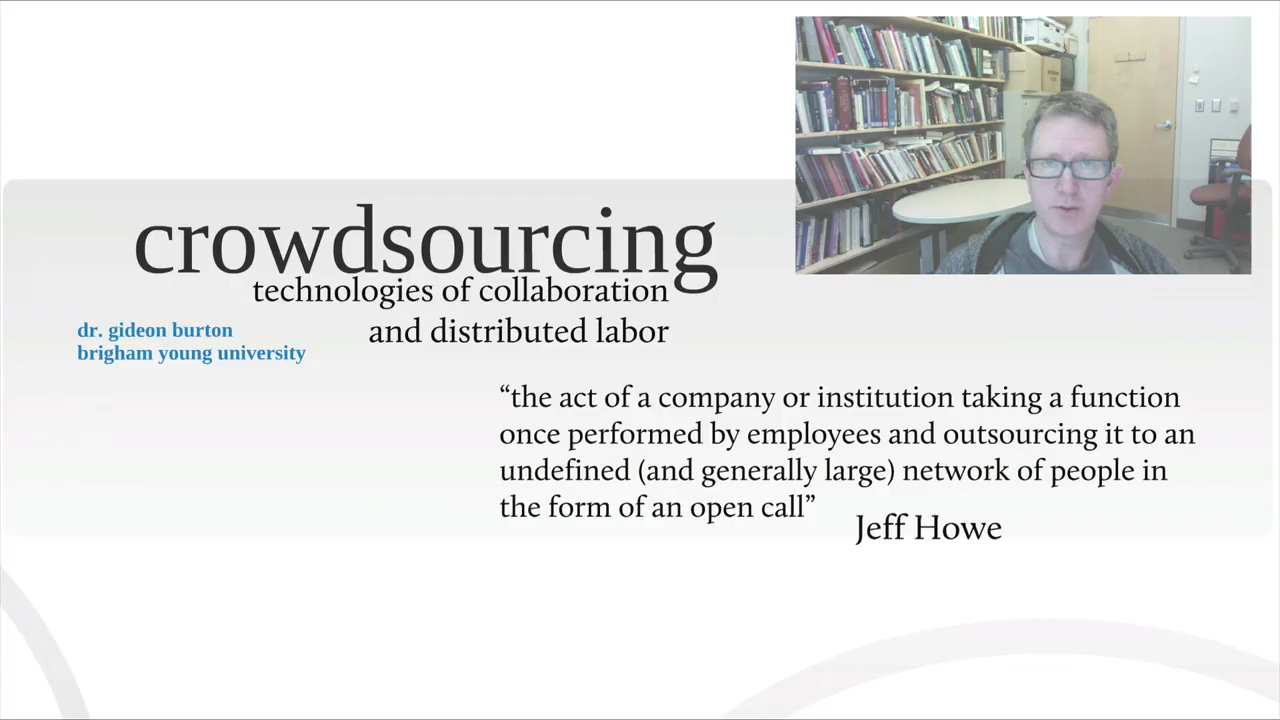 crowdsourcing
technologies of collaboration
and distributed labor
dr. gideon burton
brigham young university
“the act of a company or institution taking a function
once performed by employees and outsourcing it to an
undefined (and generally large) network of people in
the form of an open call”
Jeff Howe